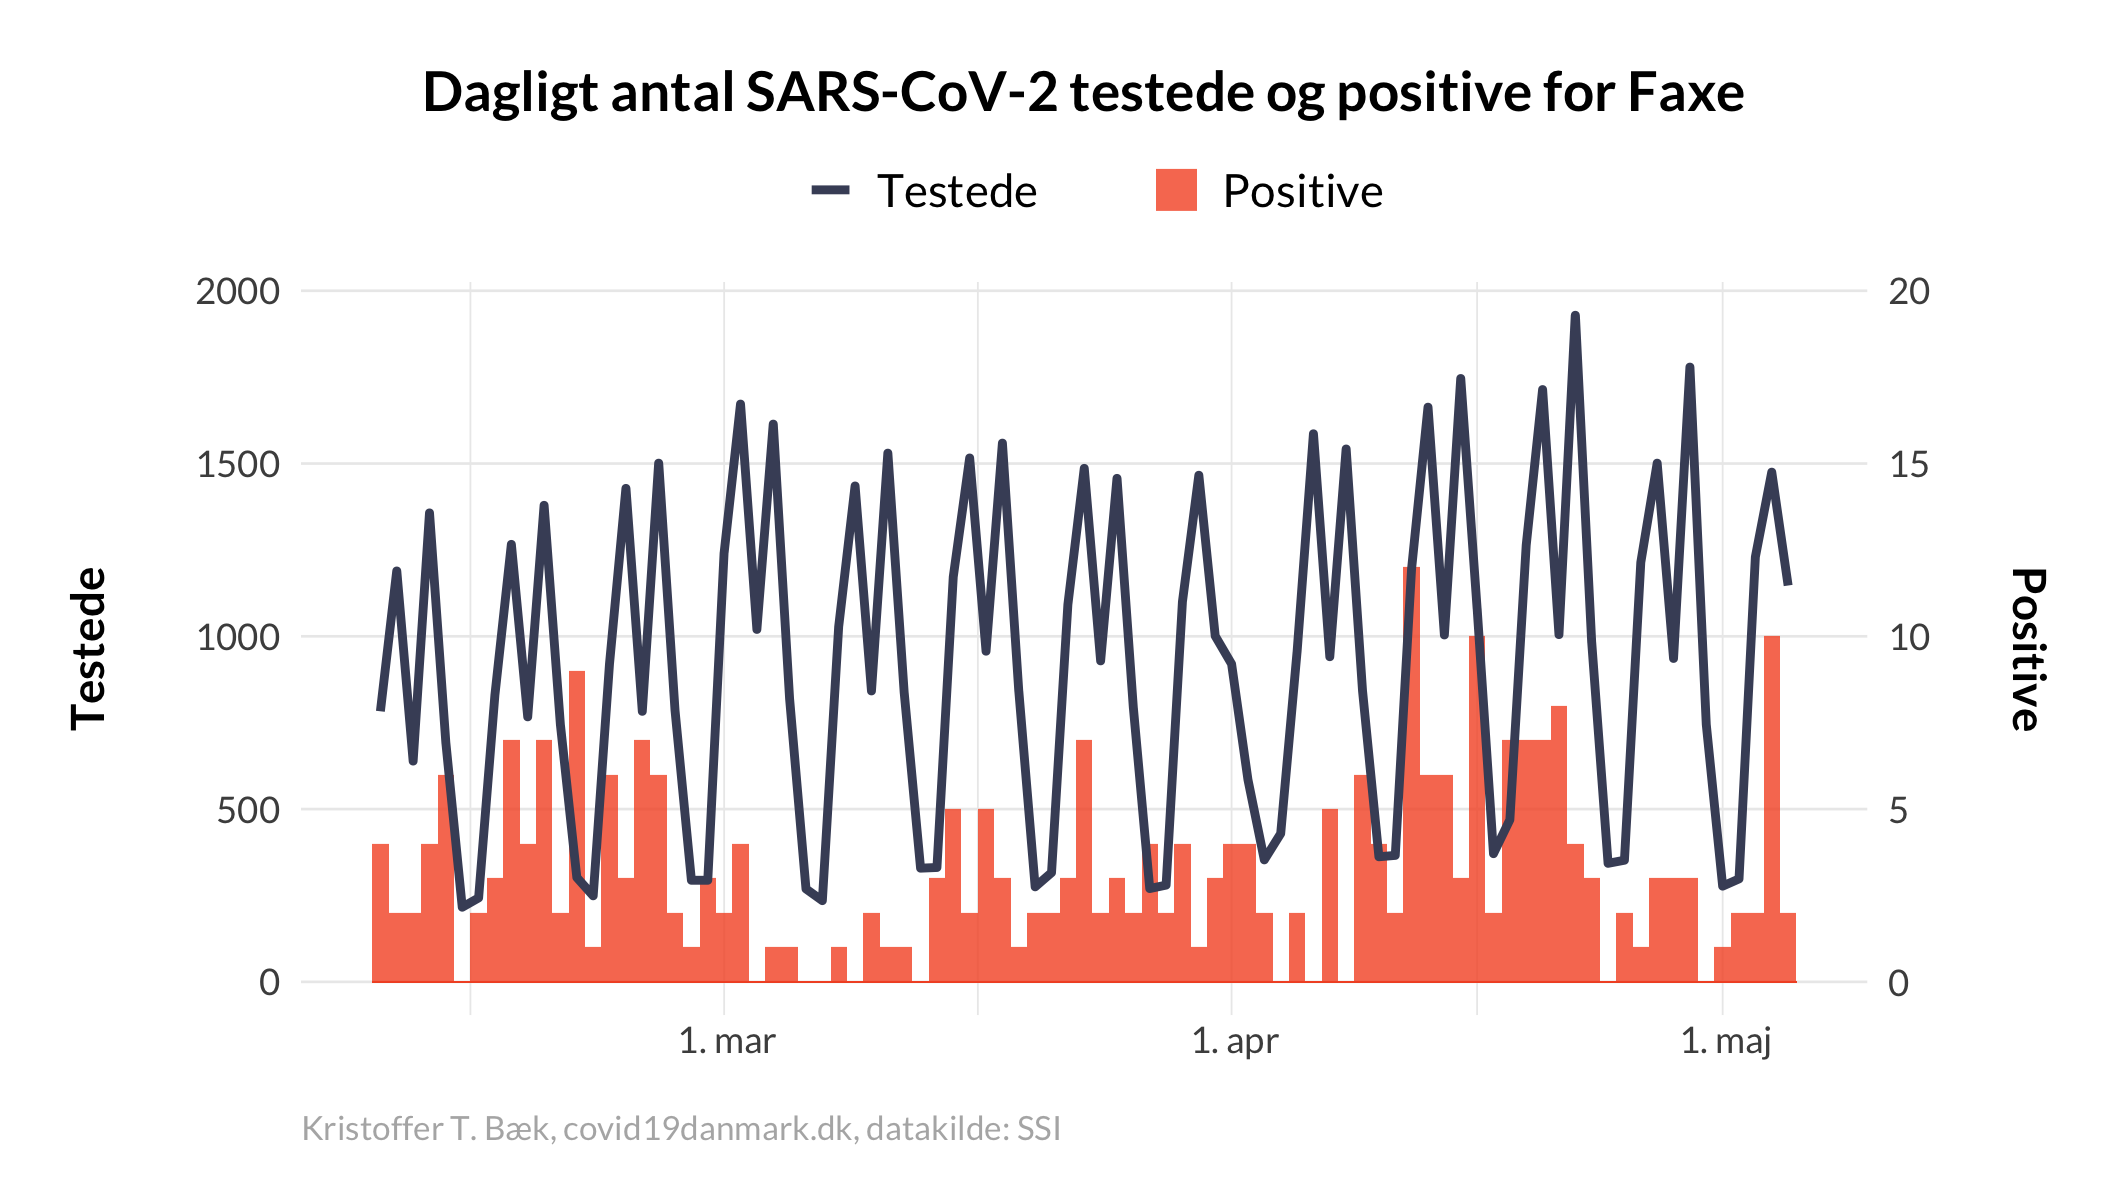 Dagligt antal SARS-CoV-2 testede og positive for Faxe
Testede
Positive
2000
1500
1000
500
0
Testede
20
15
10
5
0
Positive
1. mar
1. apr
1. maj
Kristoffer T. Bæk, covid19danmark.dk, datakilde: SSI